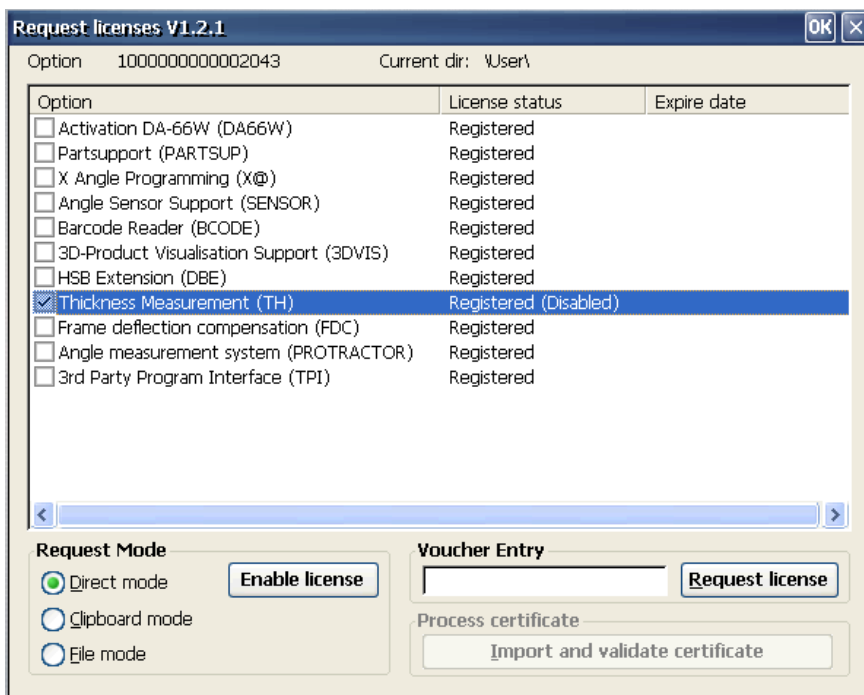 Request licenses V1.2.1 OK
Option 1000000000002043 Current dir: \User\
Option License status Expire date
Activation DA-66W (DA66W) Registered
Partsupport (PARTSUP) Registered
X Angle Programming (X@) Registered
Angle Sensor Support (SENSOR) Registered
Barcode Reader (BCODE) Registered
3D-Product Visualisation Support (3DVIS) Registered
HSB Extension (DBE) Registered
Thickness Measurement (TH) Registered (Disabled)
Frame deflection compensation (FDC) Registered
Angle measurement system (PROTRACTOR) Registered
3rd Party Program Interface (TPI) Registered
Request Mode
Direct mode
Enable license
Clipboard mode
File mode
Voucher Entry
Request license
Process certificate
Import and validate certificate